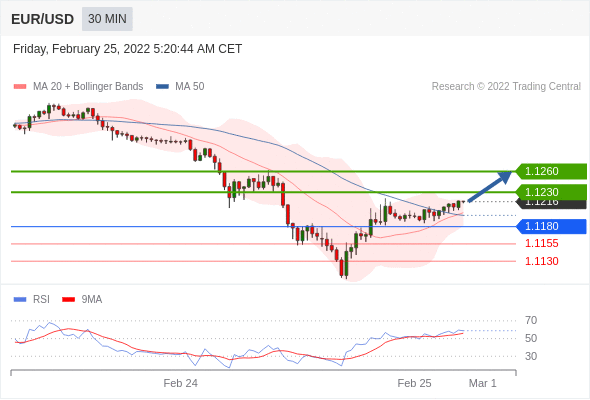 EUR/USD 30 MIN
Friday, February 25, 2022 5:20:44 AM CET
MA 20 + Bollinger Bands MA 50 Research © 2022 Trading Central
1.1260
1.1230
1.1216
1.1180
1.1155
1.1130
RSI 9MA
70
50
30
Feb 24 Feb 25 Mar 1